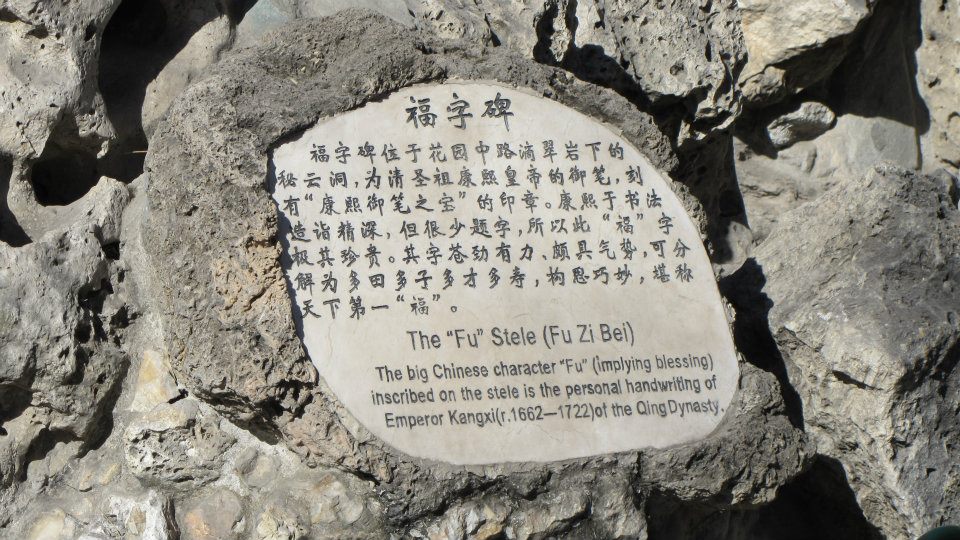 福字碑
福字碑位于花园中路滴翠岩下的
秘云洞,为清圣祖康熙皇帝的御笔,刻
有“康熙御笔之宝”的印章。康熙于书法
造诣精深,但很少题字,所以此“福”字
极其珍贵。其字苍劲有力、颇具气势,可分
解为多田多子多才多寿,构思巧妙,堪称
天下第一“福”。
The “Fu” Stele (Fu Zi Bei)
The big Chinese character “Fu” (implying blessing)
inscribed on the stele is the personal handwriting of
Emperor Kangxi(r.1662—1722)of the Qing Dynasty.